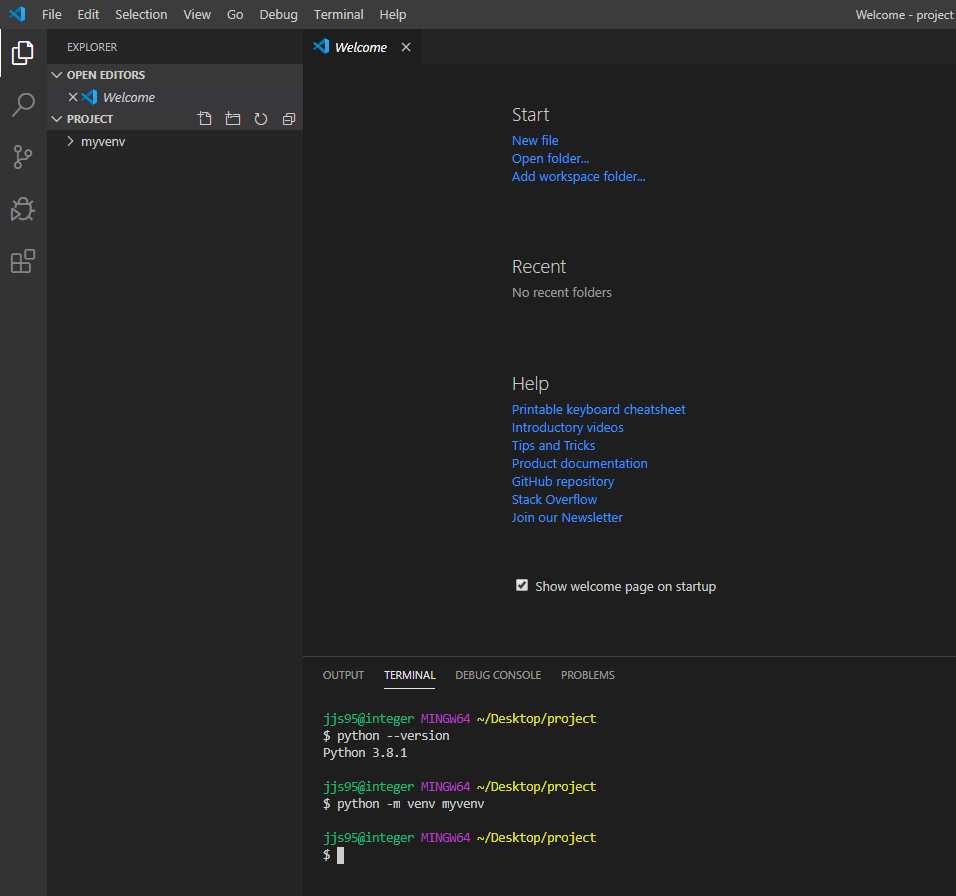 File Edit Selection View Go Debug Terminal Help
Welcome - project
EXPLORER
OPEN EDITORS
Welcome
PROJECT
myvenv
Welcome
Start
New file
Open folder...
Add workspace folder...
Recent
No recent folders
Help
Printable keyboard cheatsheet
Introductory videos
Tips and Tricks
Product documentation
GitHub repository
Stack Overflow
Join our Newsletter
Show welcome page on startup
OUTPUT TERMINAL DEBUG CONSOLE PROBLEMS
jjs95@integer MINGW64 ~/Desktop/project
$ python --version
Python 3.8.1
jjs95@integer MINGW64 ~/Desktop/project
$ python -m venv myvenv
jjs95@integer MINGW64 ~/Desktop/project
$